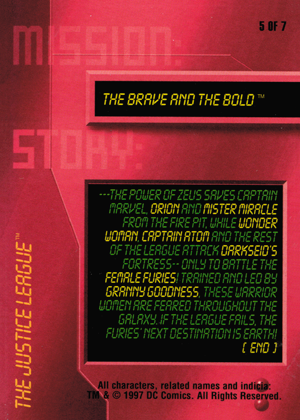 5 OF 7
MISSION:
THE BRAVE AND THE BOLD ™
STORY:
---THE POWER OF ZEUS SAVES CAPTAIN
MARVEL, ORION AND MISTER MIRACLE
FROM THE FIRE PIT, WHILE WONDER
WOMAN, CAPTAIN ATOM AND THE REST
OF THE LEAGUE ATTACK DARKSEID'S
FORTRESS-- ONLY TO BATTLE THE
FEMALE FURIES! TRAINED AND LED BY
GRANNY GOODNESS, THESE WARRIOR
WOMEN ARE FEARED THROUGHOUT THE
GALAXY. IF THE LEAGUE FAILS, THE
FURIES' NEXT DESTINATION IS EARTH!
( END )
THE JUSTICE LEAGUE™
All characters, related names and indicia:
TM & © 1997 DC Comics. All Rights Reserved.